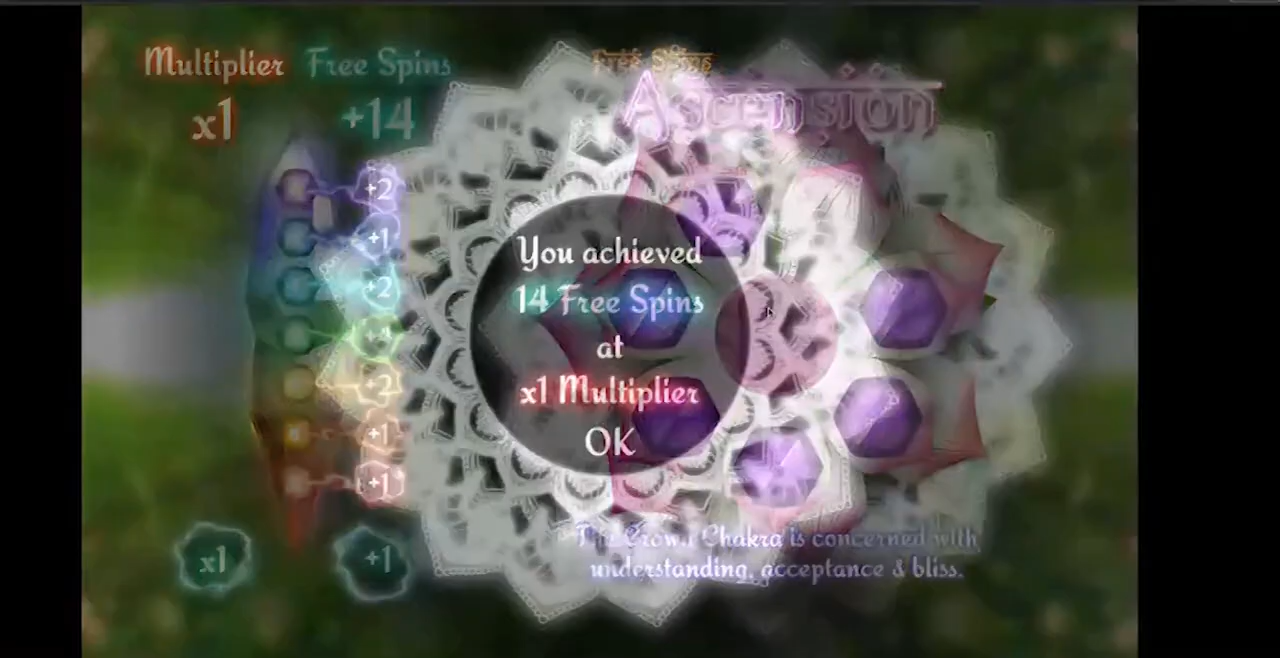 Multiplier Free Spins
x1 +14
Free Spins
Ascension
+2
+1
+2
+2
+1
+1
You achieved
14 Free Spins
at
x1 Multiplier
OK
x1 +1
The Crown Chakra is concerned with
understanding, acceptance & bliss.